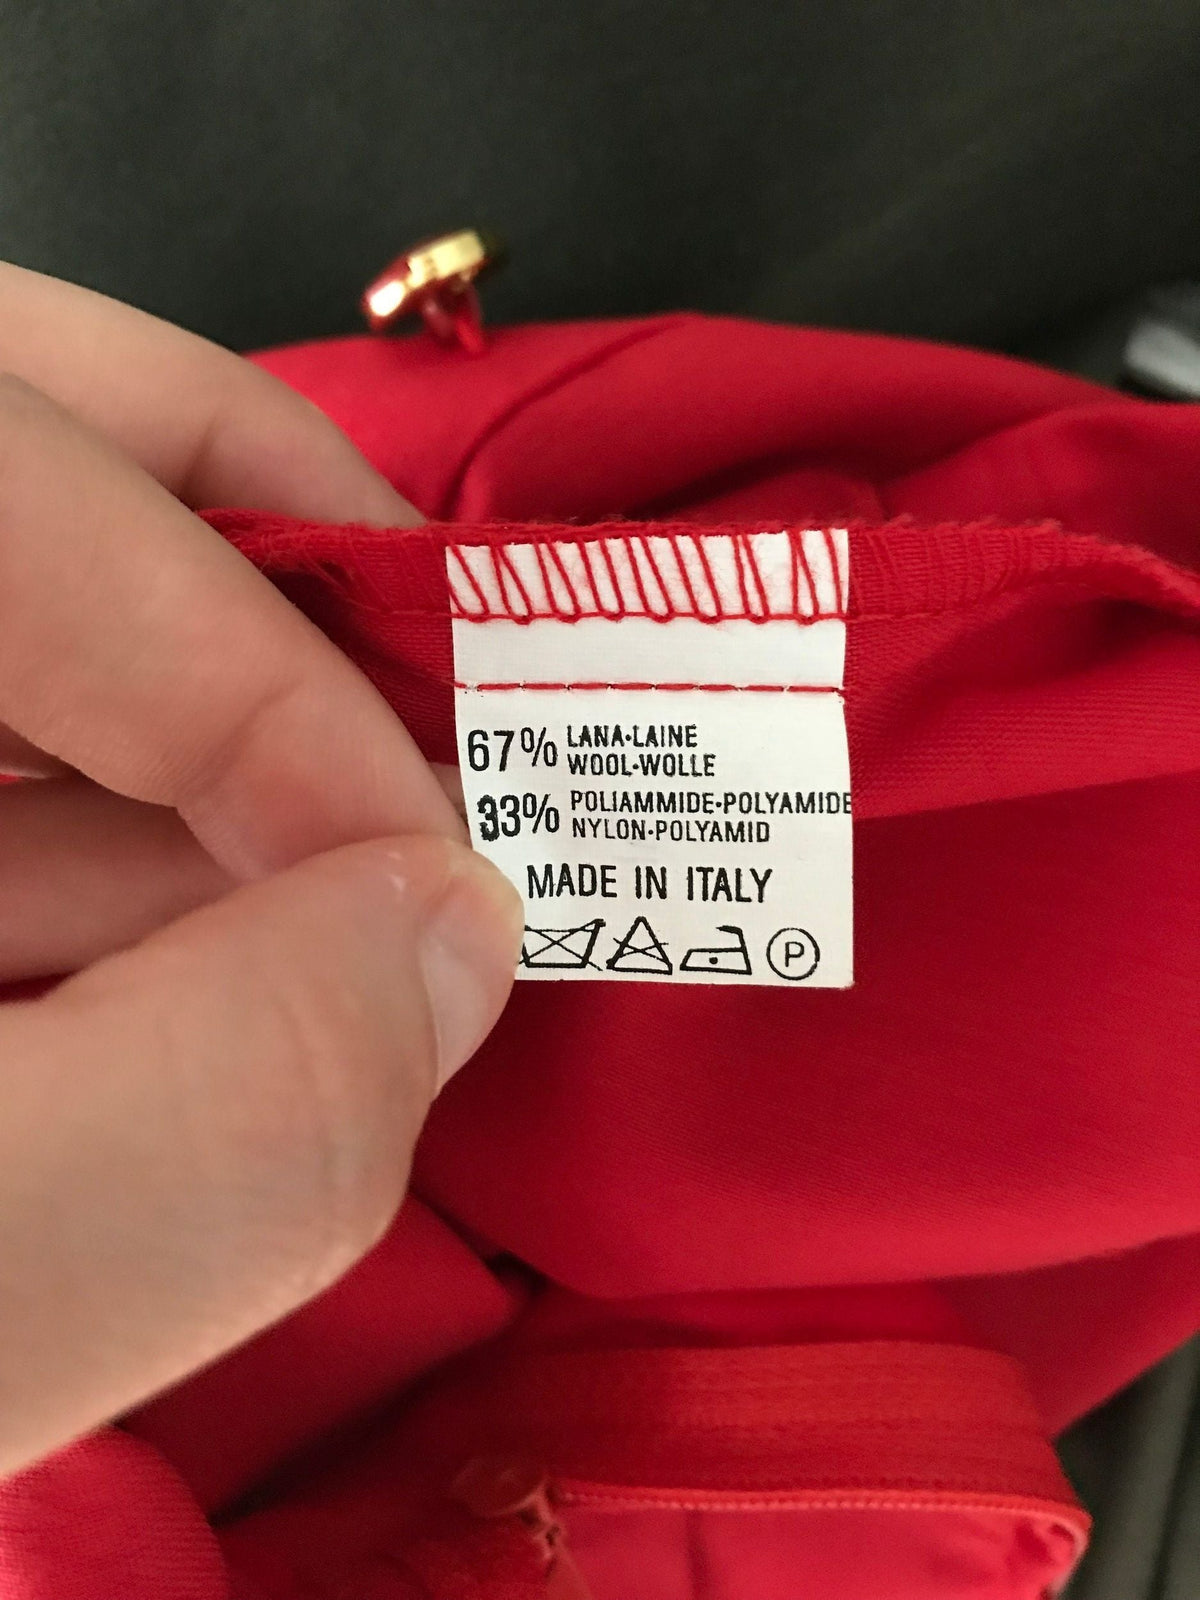 67% LANA•LAINE
WOOL•WOLLE
33% POLIAMMIDE•POLYAMIDE
NYLON•POLYAMID
MADE IN ITALY
P